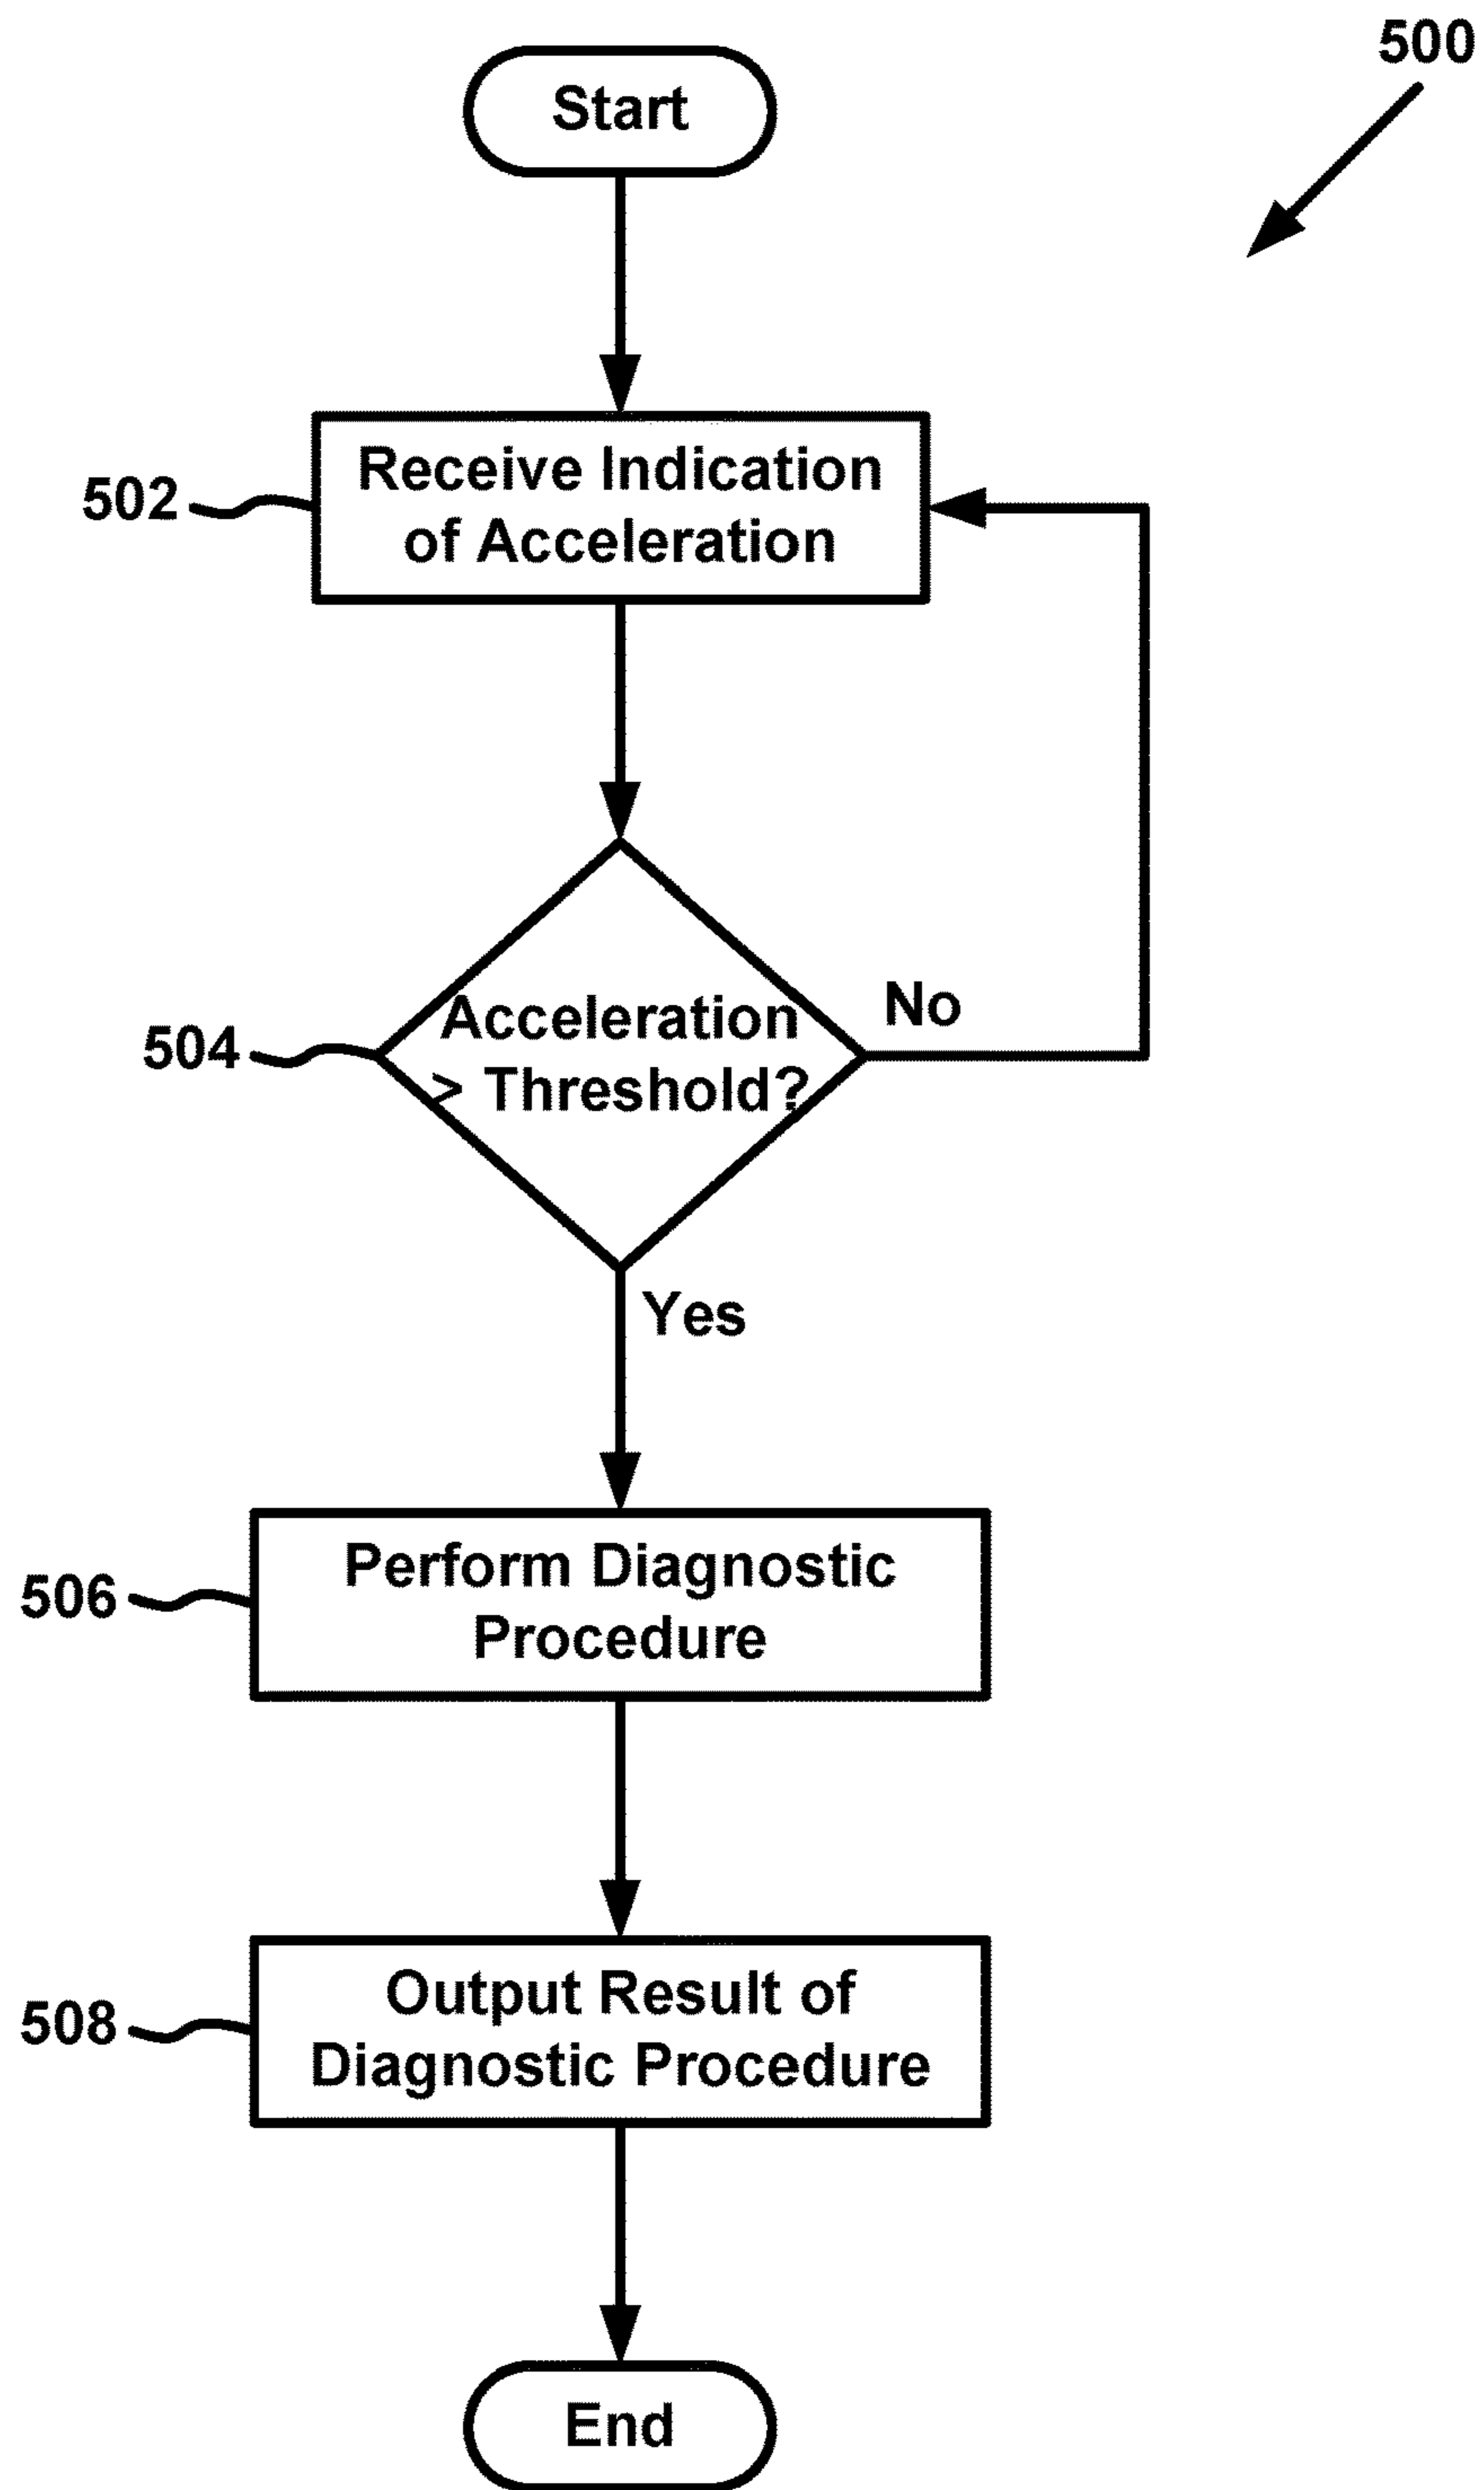 500
Start
502
Receive Indication
of Acceleration
504
Acceleration
> Threshold?
No
Yes
506
Perform Diagnostic
Procedure
508
Output Result of
Diagnostic Procedure
End